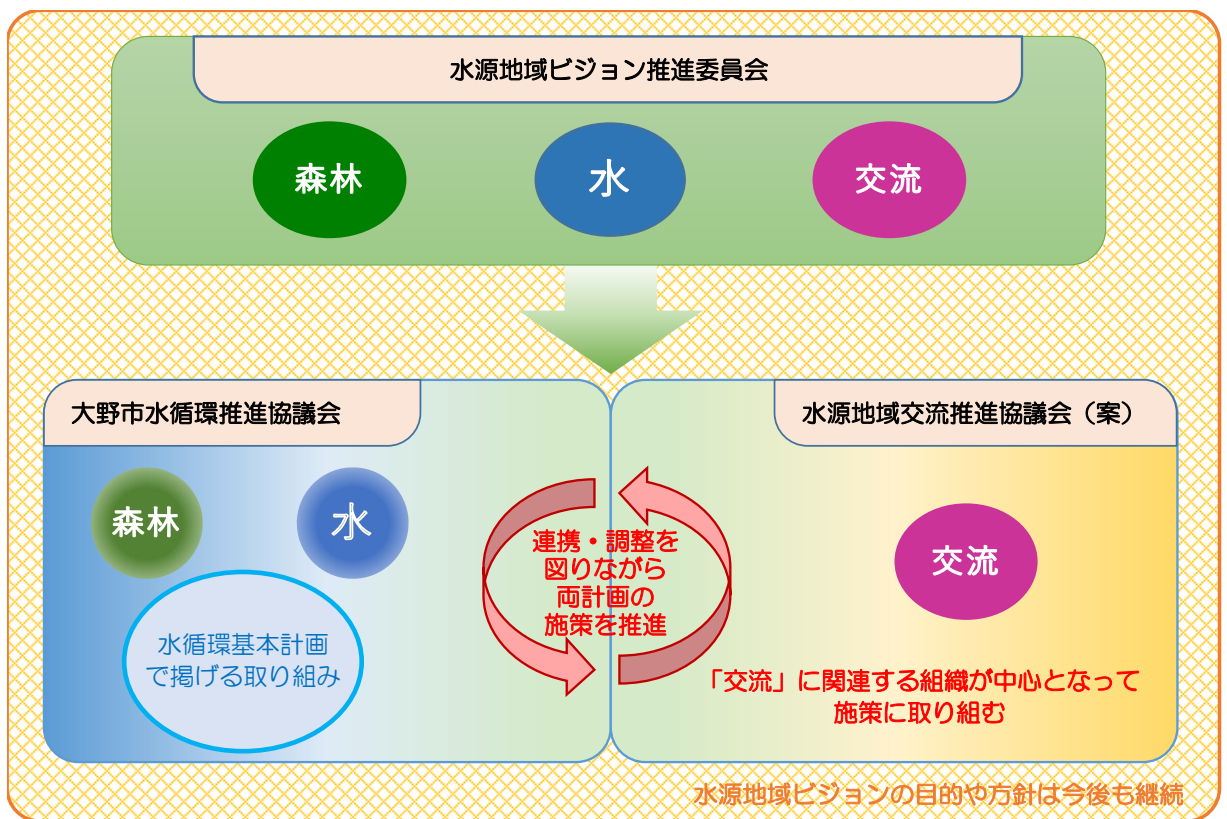 水源地域ビジョン推進委員会
森林
水
交流
大野市水循環推進協議会
森林
水
水循環基本計画
で掲げる取り組み
連携・調整を
図りながら
両計画の
施策を推進
水源地域交流推進協議会（案）
交流
「交流」に関連する組織が中心となって
施策に取り組む
水源地域ビジョンの目的や方針は今後も継続